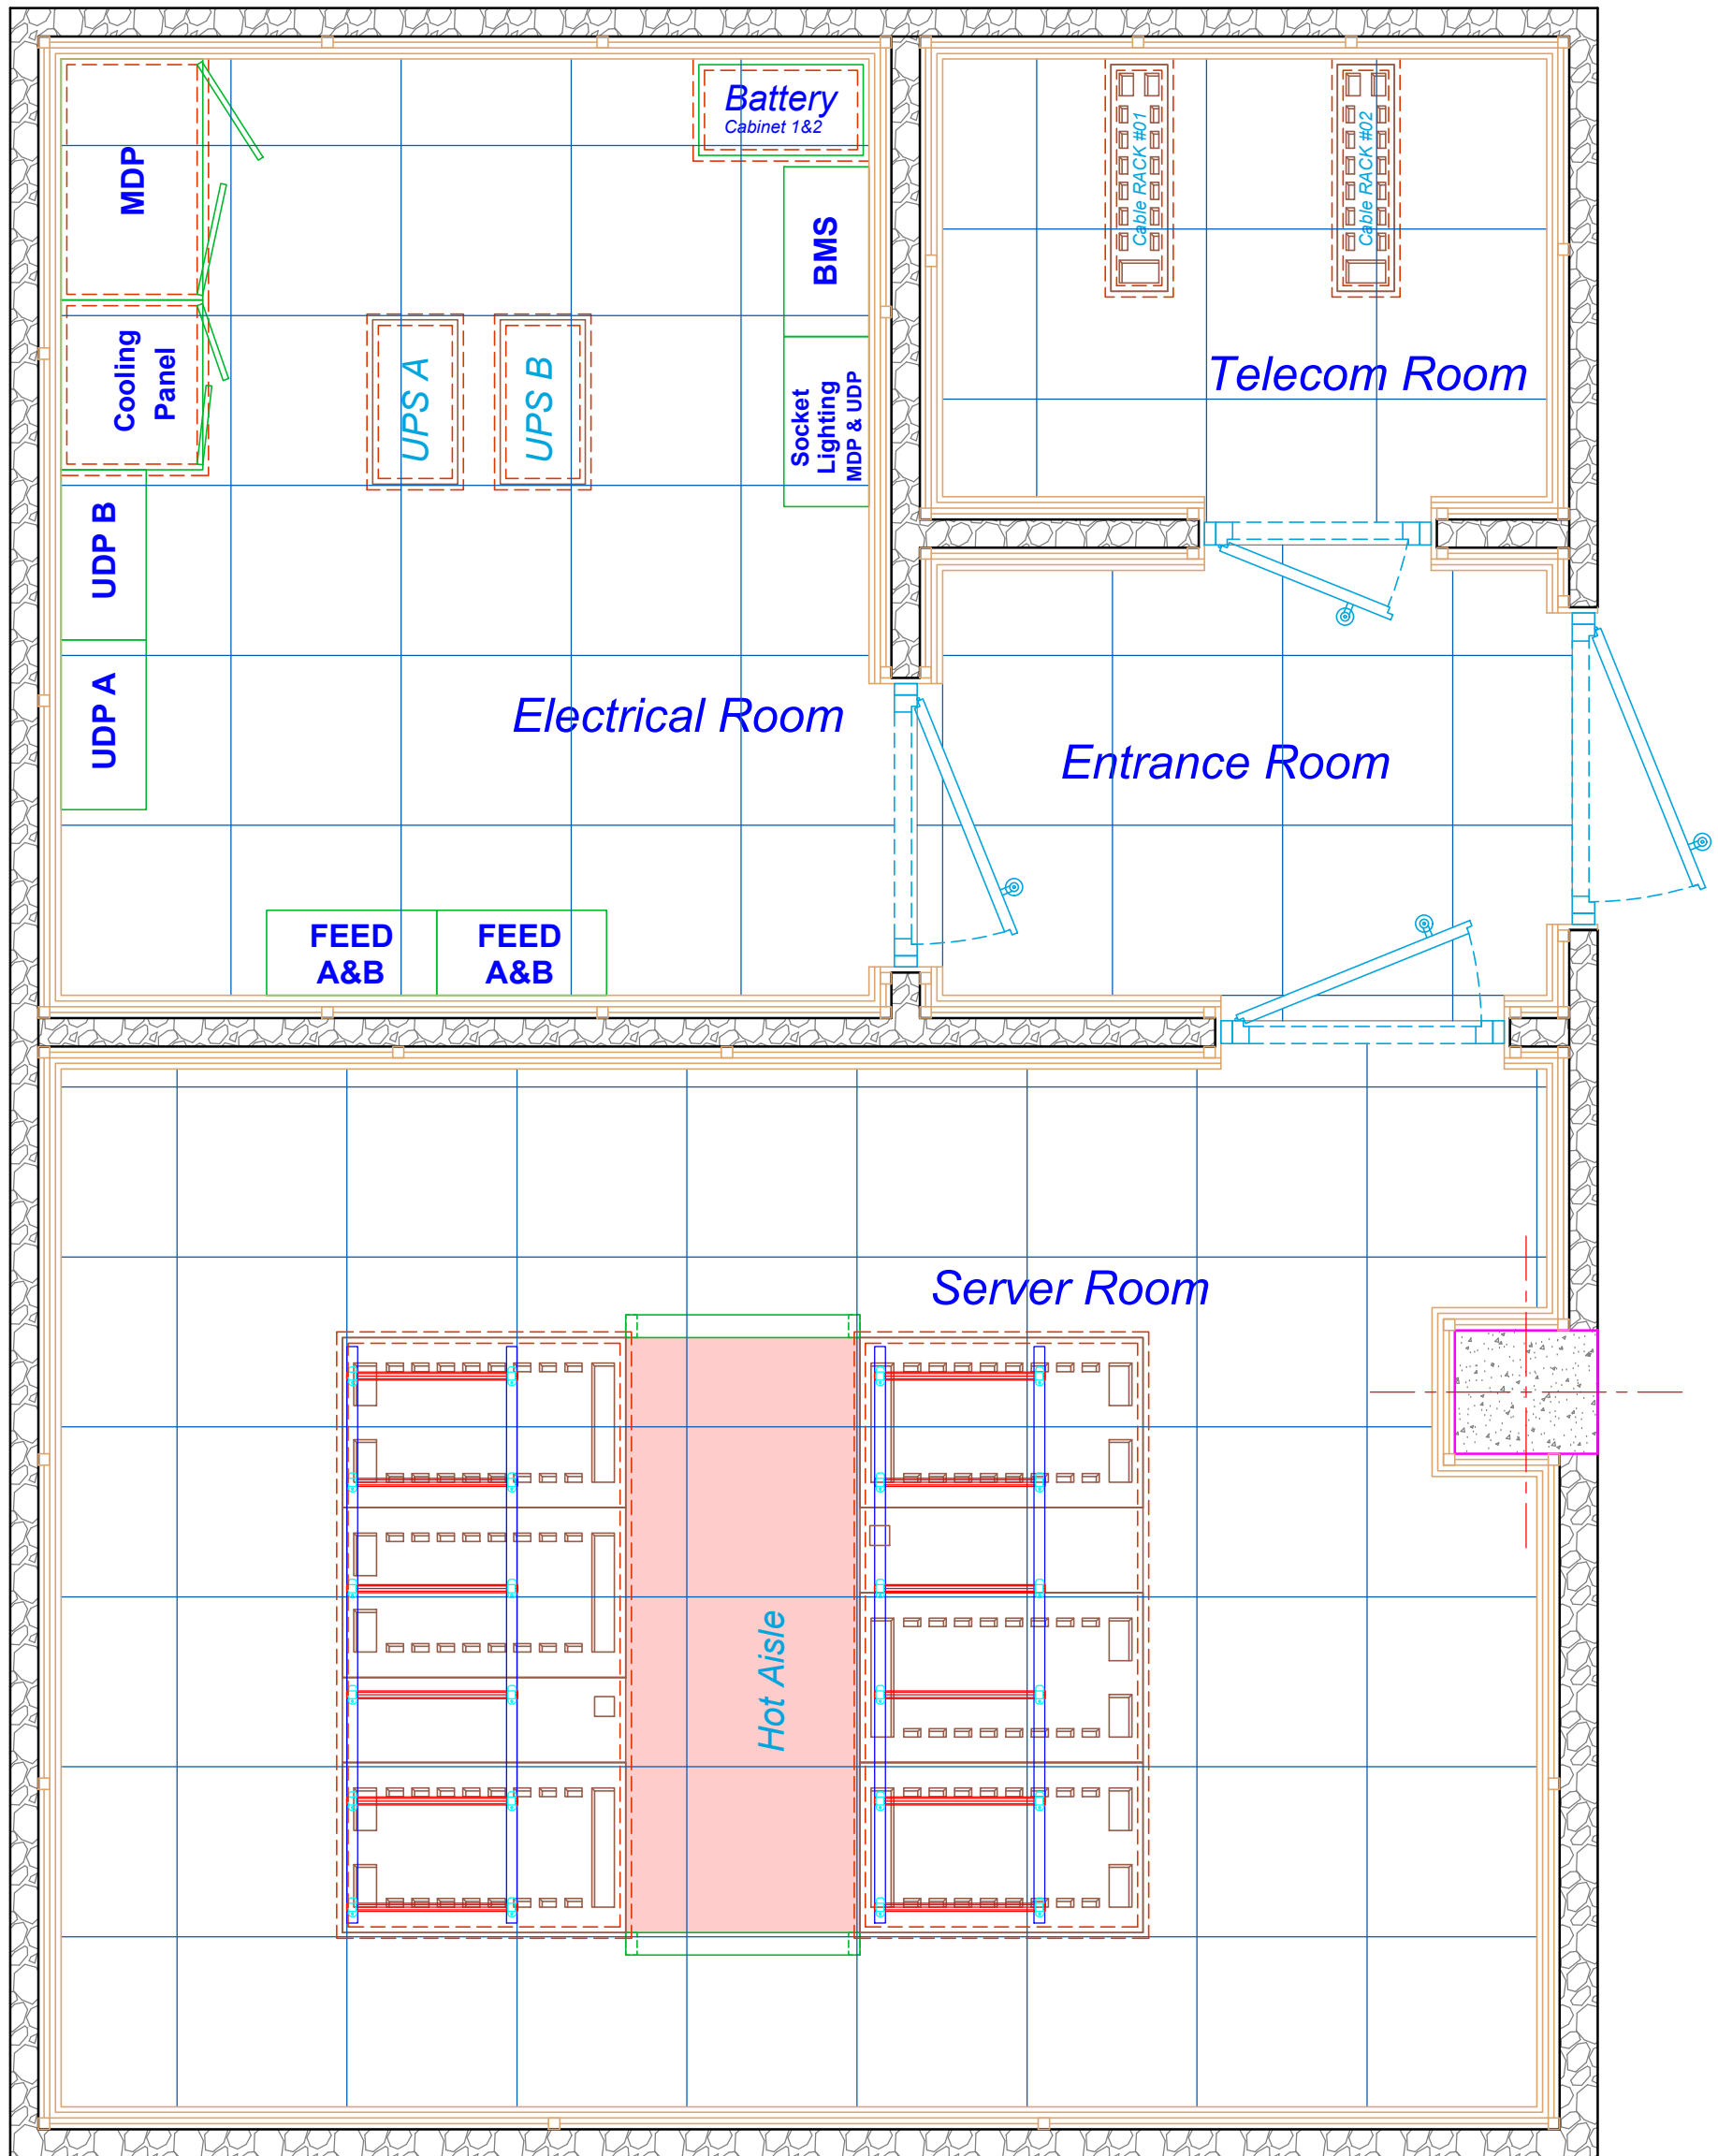 Battery
Cabinet 1&2
MDP
BMS
Cable RACK #01
Cable RACK #02
Cooling
Panel
UPS A
UPS B
Socket
Lighting
MDP & UDP
Telecom Room
UDP B
UDP A
Electrical Room
Entrance Room
FEED
A&B
FEED
A&B
Server Room
Hot Aisle